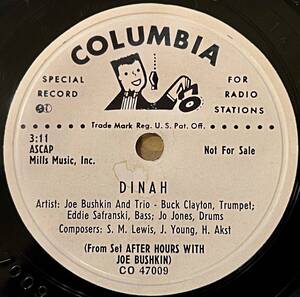 COLUMBIA
SPECIAL RECORD
FOR RADIO STATIONS
Trade Mark Reg. U. S. Pat. Off.
3:11
ASCAP
Mills Music, Inc.
Not For Sale
DINAH
Artist: Joe Bushkin And Trio - Buck Clayton, Trumpet;
Eddie Safranski, Bass; Jo Jones, Drums
Composers: S. M. Lewis, J. Young, H. Akst
(From Set AFTER HOURS WITH
JOE BUSHKIN)
CO 47009